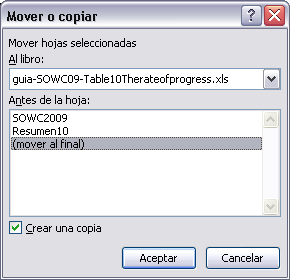 Mover o copiar
Mover hojas seleccionadas
Al libro:
guia-SOWC09-Table10Therateofprogress.xls
Antes de la hoja:
SOWC2009
Resumen10
(mover al final)
Crear una copia
Aceptar
Cancelar